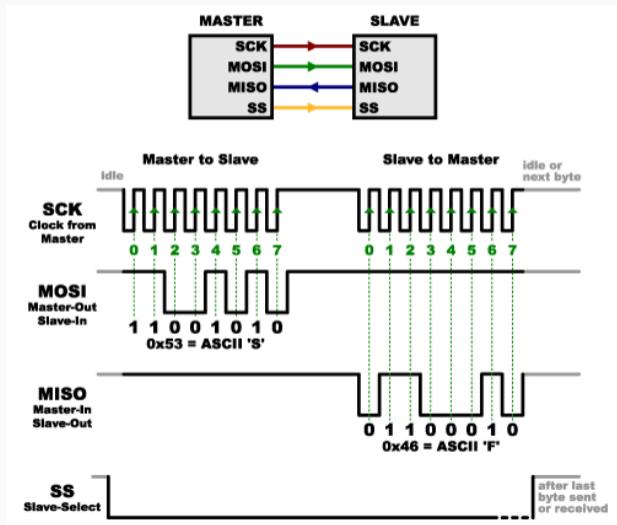 MASTER SLAVE
SCK SCK
MOSI MOSI
MISO MISO
SS SS
Master to Slave Slave to Master
Idle
idle or
next byte
SCK
Clock from
Master
0 1 2 3 4 5 6 7 0 1 2 3 4 5 6 7
MOSI
Master-Out
Slave-In
1 1 0 0 1 0 1 0
0x53 = ASCII 'S'
MISO
Master-In
Slave-Out
0 1 1 0 0 0 1 0
0x46 = ASCII 'F'
SS
Slave-Select
after last
byte sent
or received